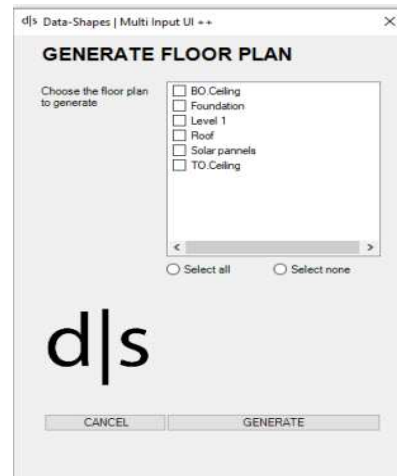 d|s Data-Shapes | Multi Input UI ++
GENERATE FLOOR PLAN
Choose the floor plan
to generate
BO.Ceiling
Foundation
Level 1
Roof
Solar pannels
TO.Ceiling
Select all
Select none
d|s
CANCEL
GENERATE